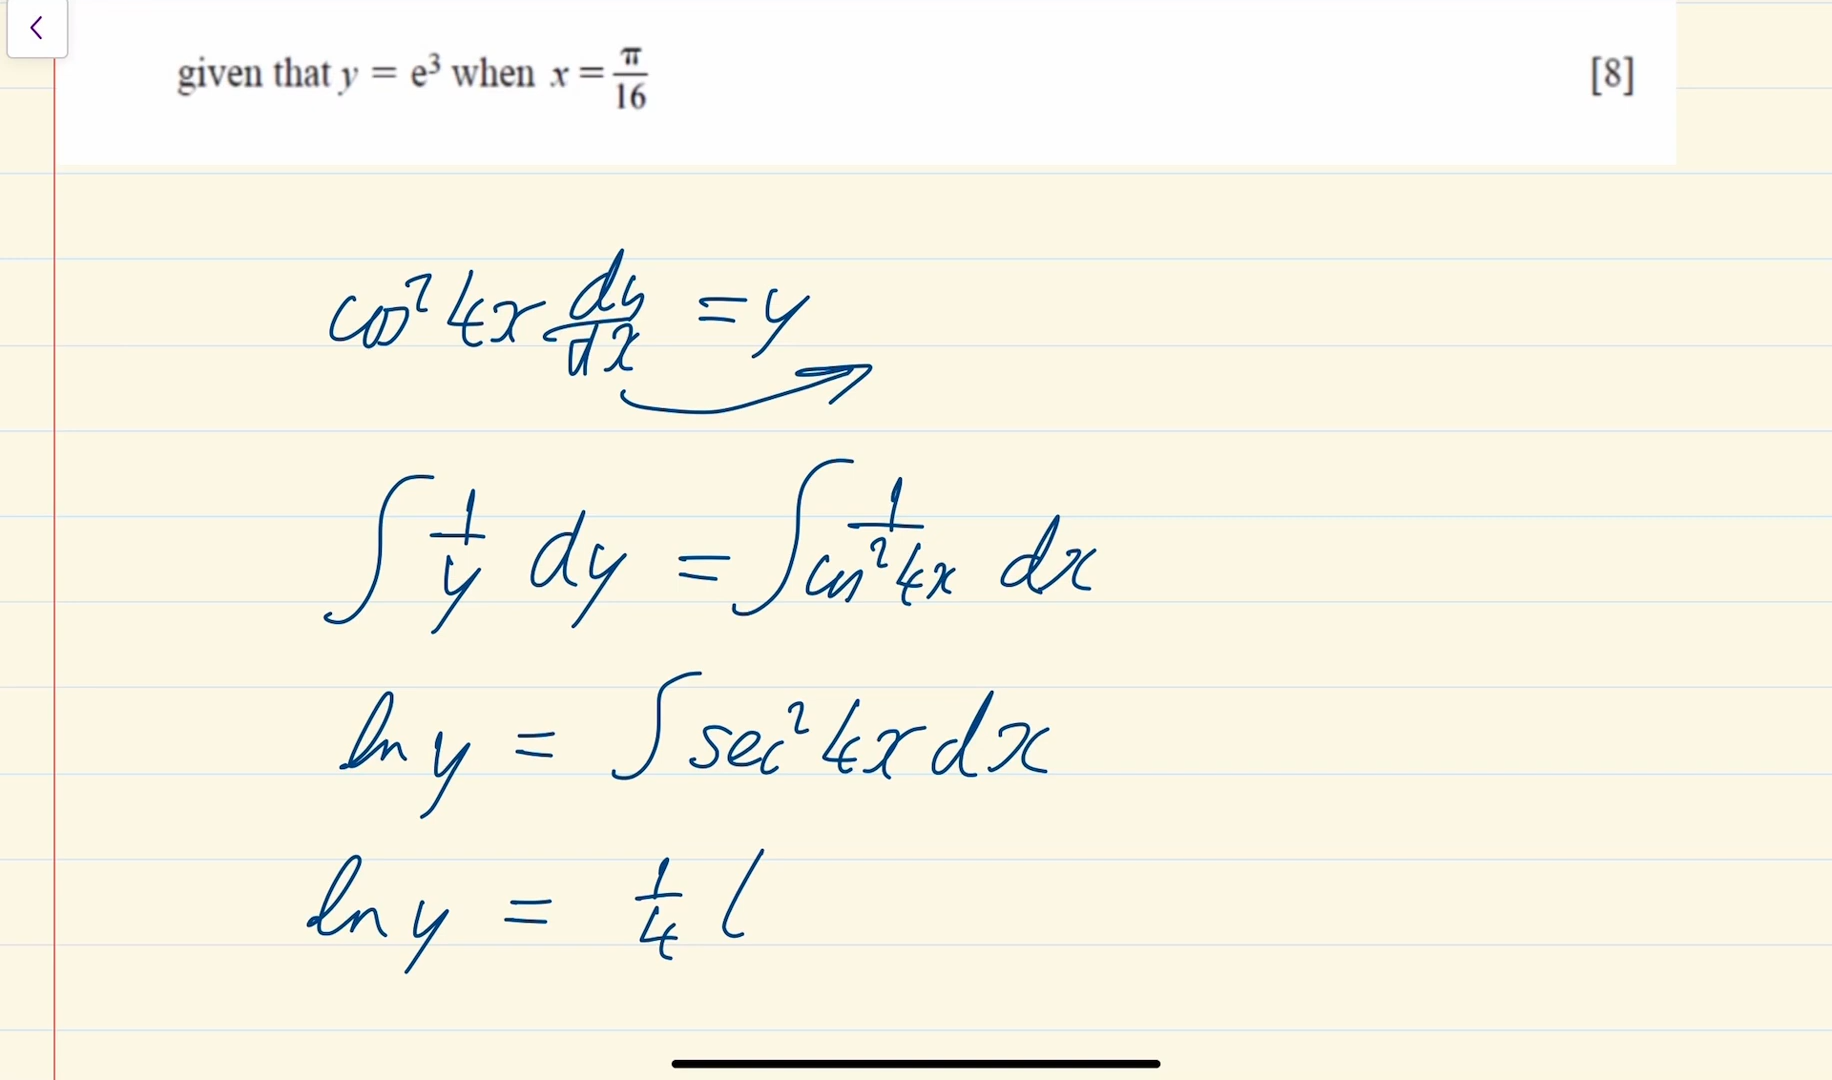 given that y = e³ when x = π/16 [8]
cos² 4x dy/dx = y
∫ 1/y dy = ∫ 1/cos² 4x dx
ln y = ∫ sec² 4x dx
ln y = 1/4 (